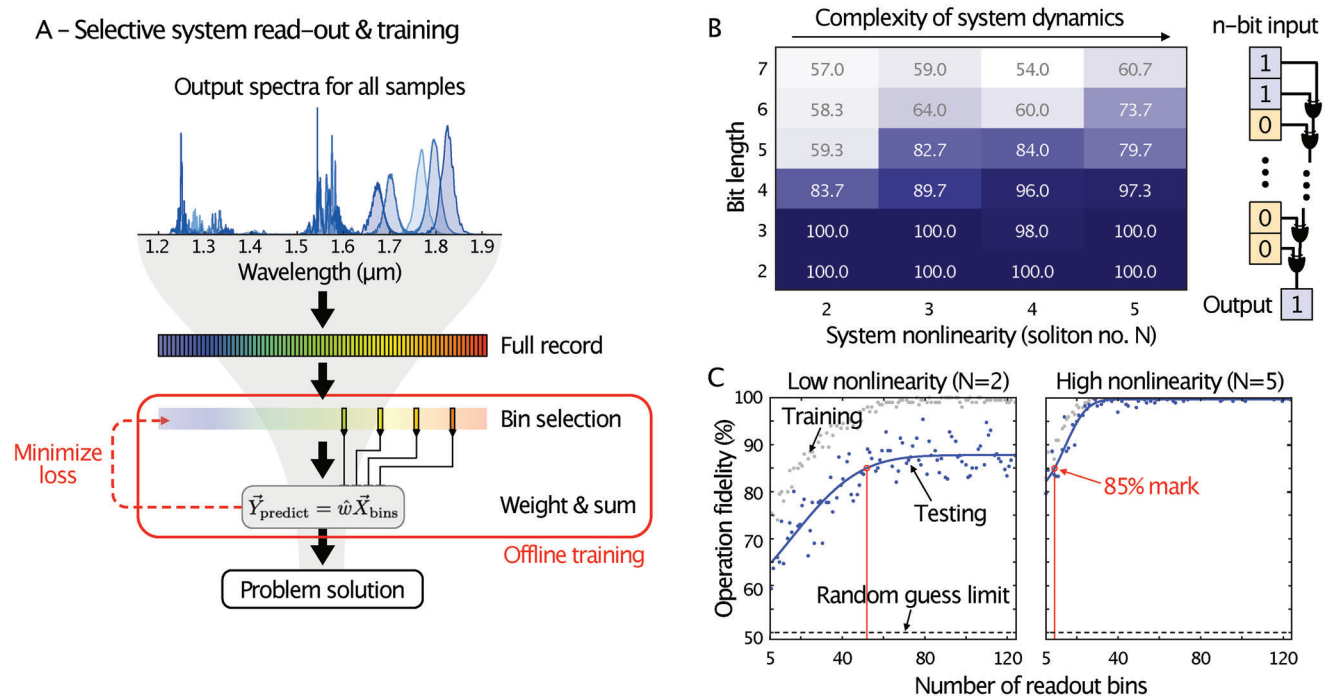 A – Selective system read-out & training
Output spectra for all samples
1.2 1.3 1.4 1.5 1.6 1.7 1.8 1.9
Wavelength (μm)
Full record
Bin selection
Minimize
loss
Y⃗predict = ŵX⃗bins
Weight & sum
Offline training
Problem solution
B
Complexity of system dynamics
Bit length
7 57.0 59.0 54.0 60.7
6 58.3 64.0 60.0 73.7
5 59.3 82.7 84.0 79.7
4 83.7 89.7 96.0 97.3
3 100.0 100.0 98.0 100.0
2 100.0 100.0 100.0 100.0
2 3 4 5
System nonlinearity (soliton no. N)
n-bit input
1
1
0
0
0
Output 1
C
Low nonlinearity (N=2)
High nonlinearity (N=5)
Operation fidelity (%)
100
90
80
70
60
50
Training
Testing
Random guess limit
85% mark
5 40 80 120
5 40 80 120
Number of readout bins